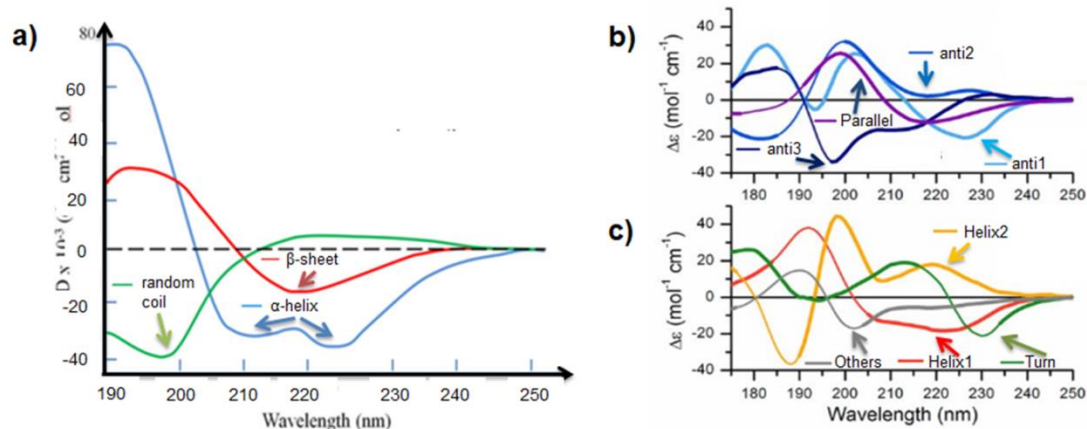 a)
80
60
40
20
0
-20
-40
190
200
210
220
230
240
250
Wavelength (nm)
random
coil
β-sheet
α-helix
b)
Δε (mol⁻¹ cm⁻¹)
40
20
0
-20
-40
anti2
Parallel
anti3
anti1
180
190
200
210
220
230
240
250
c)
Δε (mol⁻¹ cm⁻¹)
40
20
0
-20
-40
Helix2
Others
Helix1
Turn
180
190
200
210
220
230
240
250
Wavelength (nm)